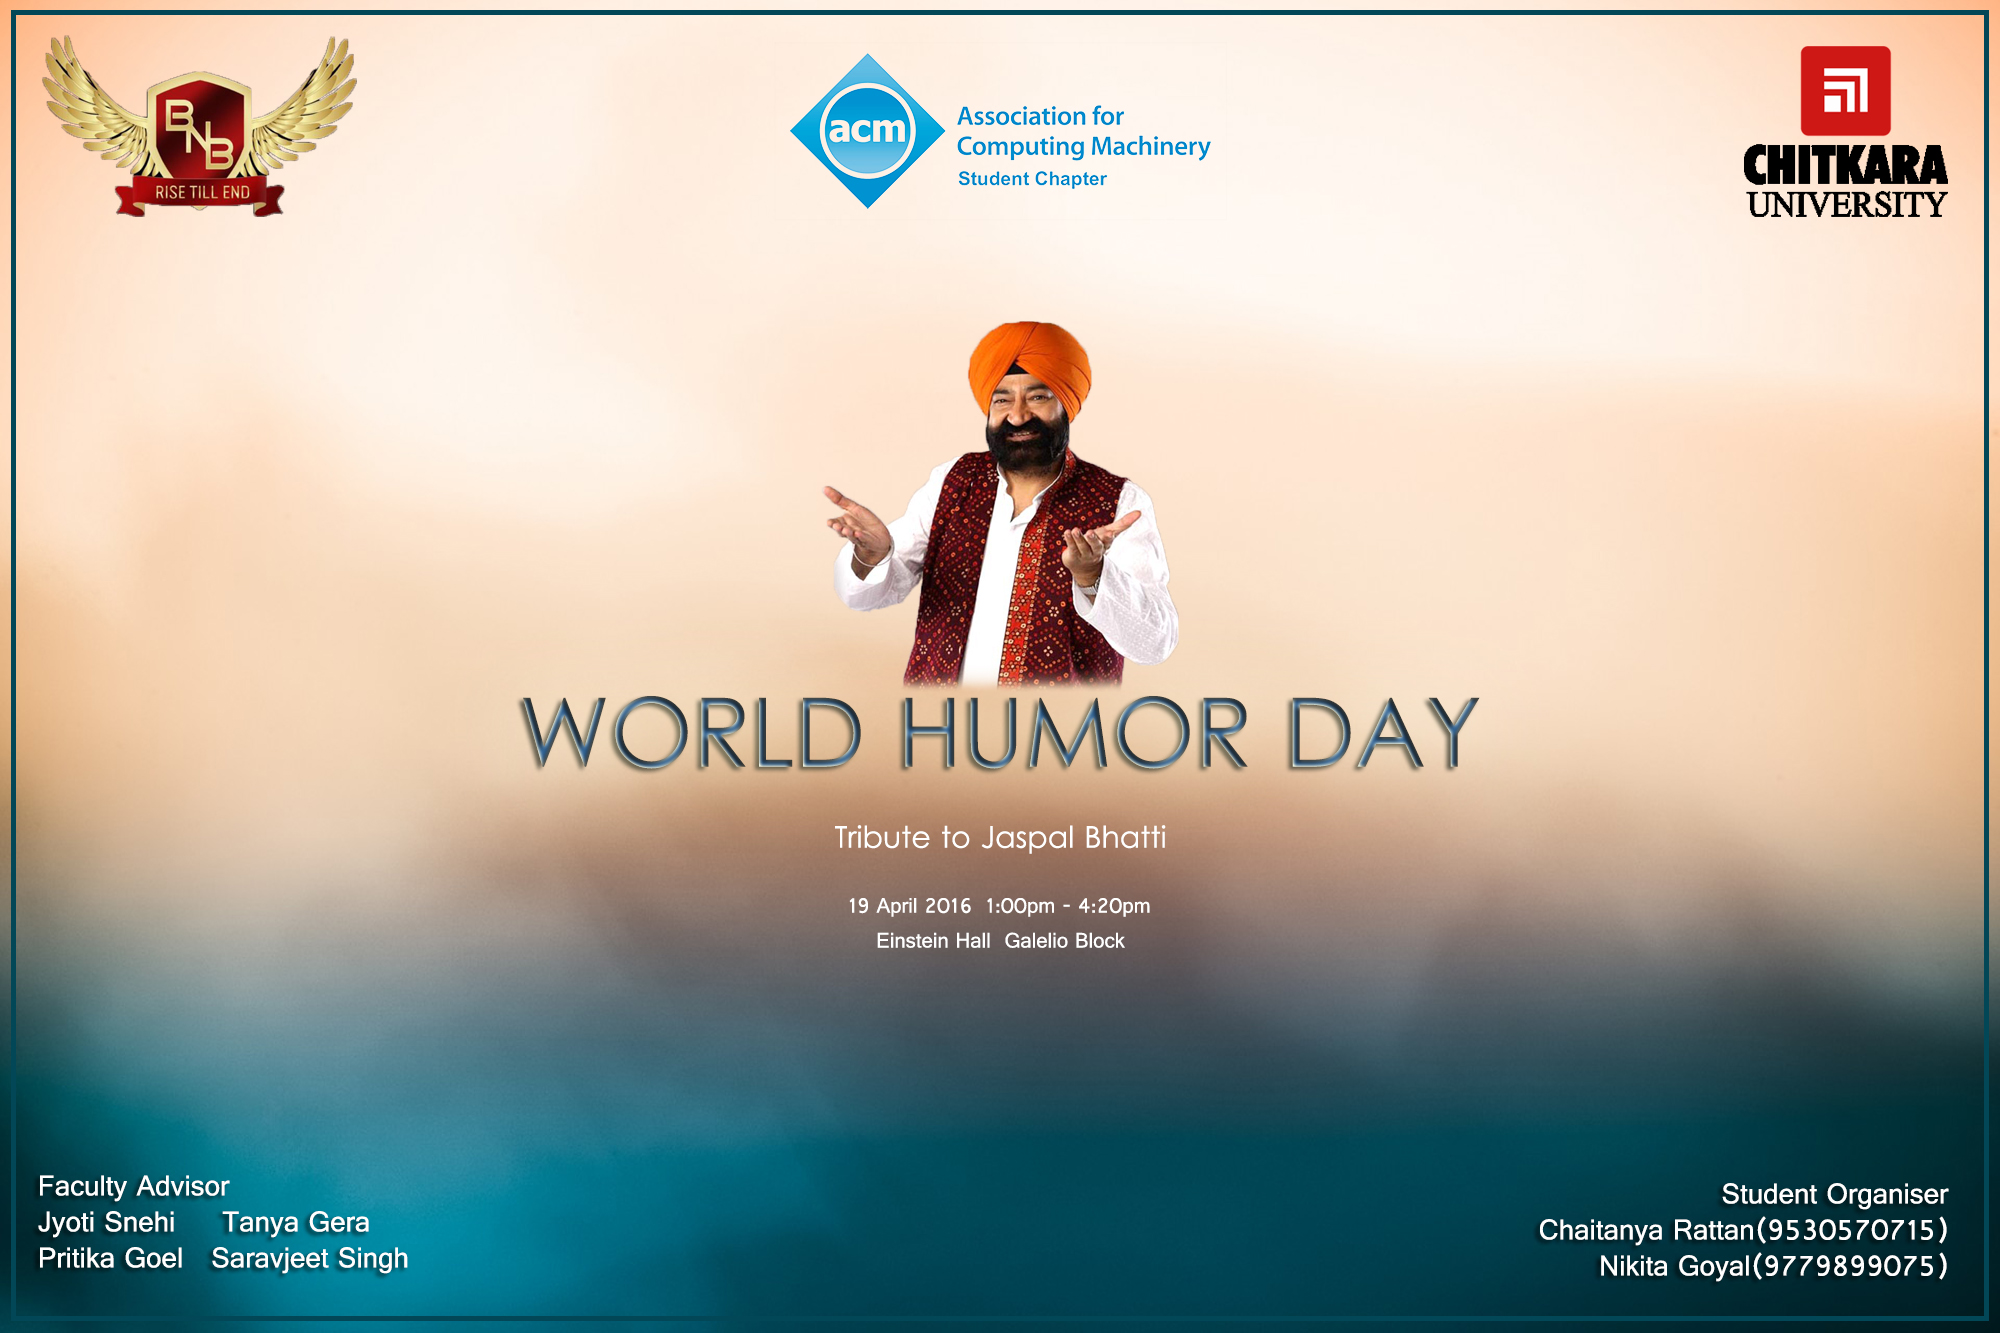 BNB
RISE TILL END
acm
Association for
Computing Machinery
Student Chapter
CHITKARA
UNIVERSITY
WORLD HUMOR DAY
Tribute to Jaspal Bhatti
19 April 2016 1:00pm - 4:20pm
Einstein Hall Galelio Block
Faculty Advisor
Jyoti Snehi Tanya Gera
Pritika Goel Saravjeet Singh
Student Organiser
Chaitanya Rattan(9530570715)
Nikita Goyal(9779899075)